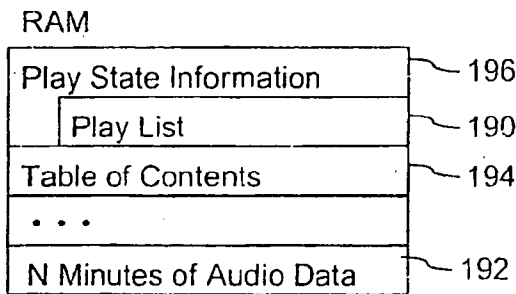 RAM
Play State Information 196
Play List 190
Table of Contents 194
• • •
N Minutes of Audio Data 192